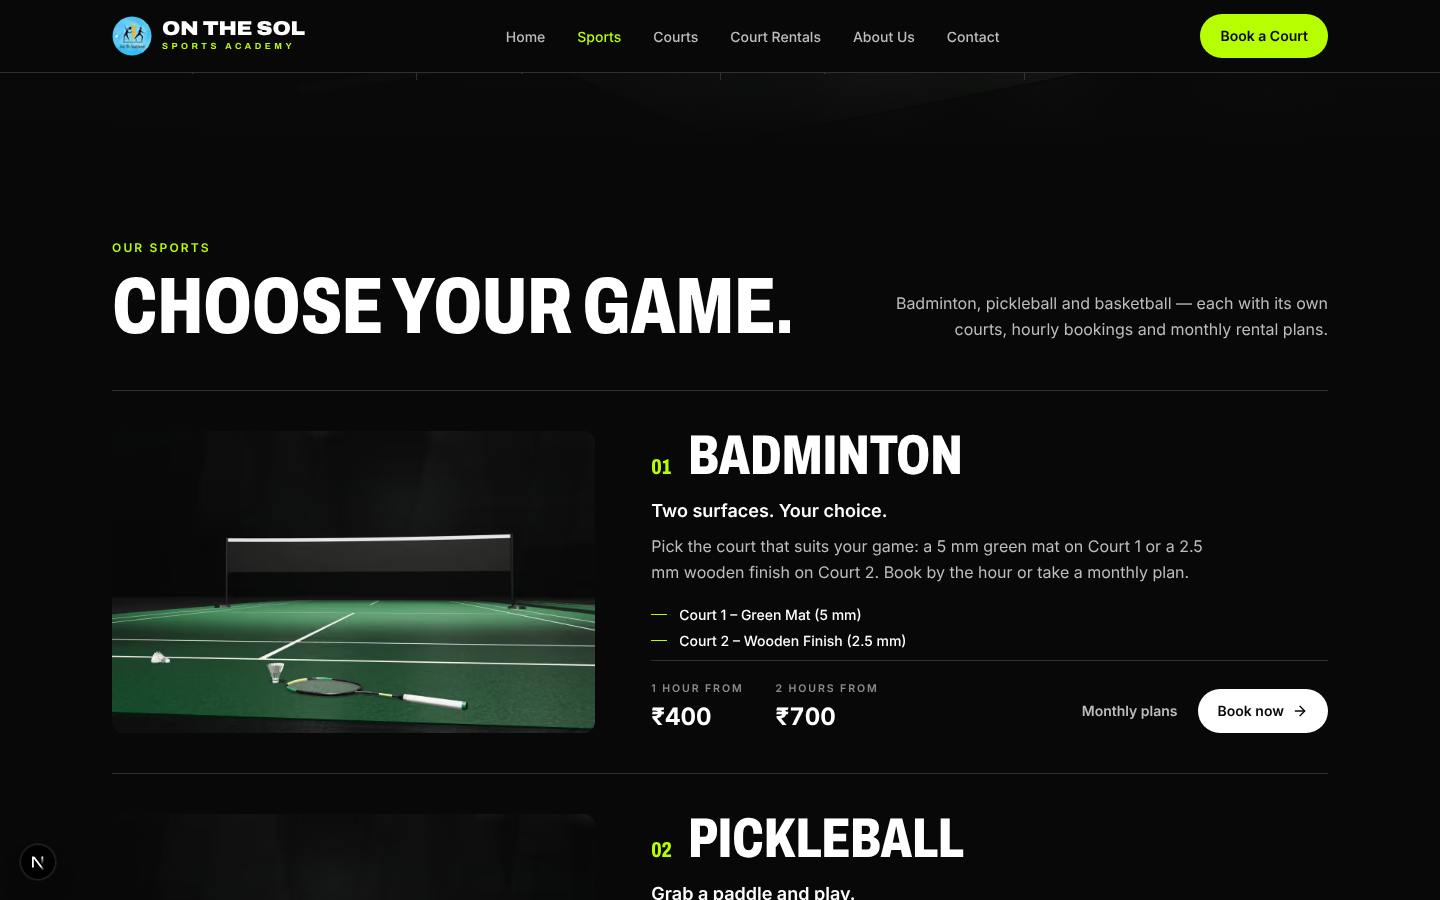 ON THE SOL
SPORTS ACADEMY
Home
Sports
Courts
Court Rentals
About Us
Contact
Book a Court
OUR SPORTS
CHOOSE YOUR GAME.
Badminton, pickleball and basketball — each with its own
courts, hourly bookings and monthly rental plans.
01 BADMINTON
Two surfaces. Your choice.
Pick the court that suits your game: a 5 mm green mat on Court 1 or a 2.5
mm wooden finish on Court 2. Book by the hour or take a monthly plan.
Court 1 – Green Mat (5 mm)
Court 2 – Wooden Finish (2.5 mm)
1 HOUR FROM
₹400
2 HOURS FROM
₹700
Monthly plans
Book now →
02 PICKLEBALL
Grab a paddle and play.
N